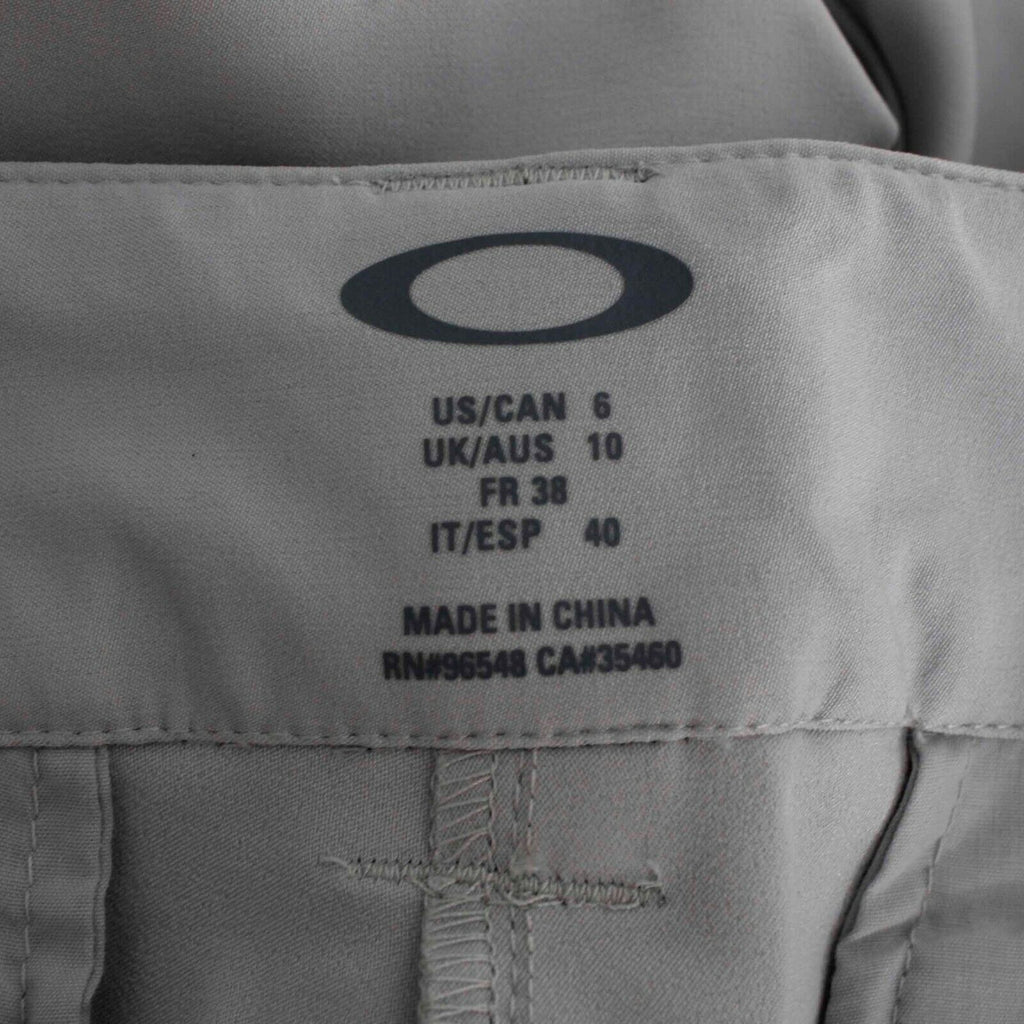 US/CAN 6
UK/AUS 10
FR 38
IT/ESP 40
MADE IN CHINA
RN#96548 CA#35460